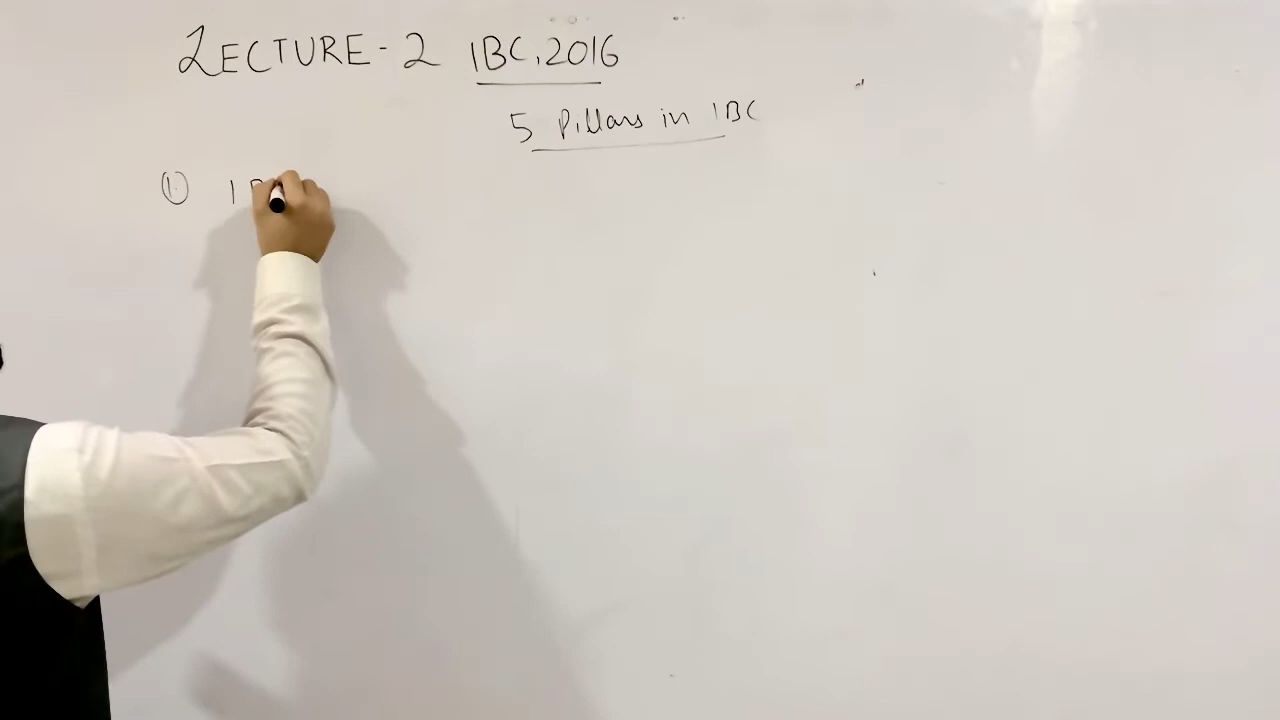 LECTURE - 2 IBC, 2016
5 Pillars in IBC
① I